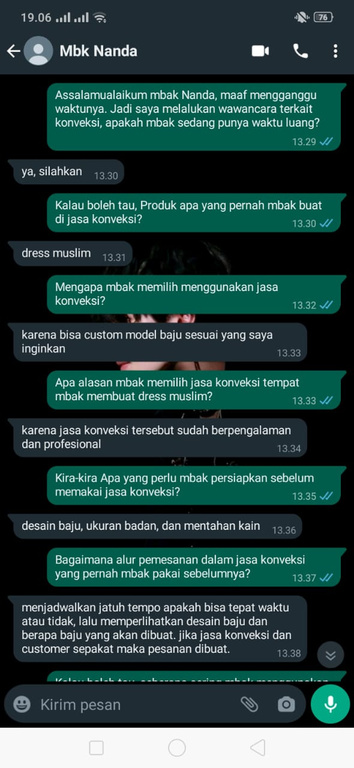 19.06
76
Mbk Nanda
Assalamualaikum mbak Nanda, maaf mengganggu
waktunya. Jadi saya melalukan wawancara terkait
konveksi, apakah mbak sedang punya waktu luang?
13.29
ya, silahkan
13.30
Kalau boleh tau, Produk apa yang pernah mbak buat
di jasa konveksi?
13.30
dress muslim
13.31
Mengapa mbak memilih menggunakan jasa
konveksi?
13.32
karena bisa custom model baju sesuai yang saya
inginkan
13.33
Apa alasan mbak memilih jasa konveksi tempat
mbak membuat dress muslim?
13.33
karena jasa konveksi tersebut sudah berpengalaman
dan profesional
13.34
Kira-kira Apa yang perlu mbak persiapkan sebelum
memakai jasa konveksi?
13.35
desain baju, ukuran badan, dan mentahan kain
13.36
Bagaimana alur pemesanan dalam jasa konveksi
yang pernah mbak pakai sebelumnya?
13.37
menjadwalkan jatuh tempo apakah bisa tepat waktu
atau tidak, lalu memperlihatkan desain baju dan
berapa baju yang akan dibuat. jika jasa konveksi dan
customer sepakat maka pesanan dibuat.
13.38
Kirim pesan